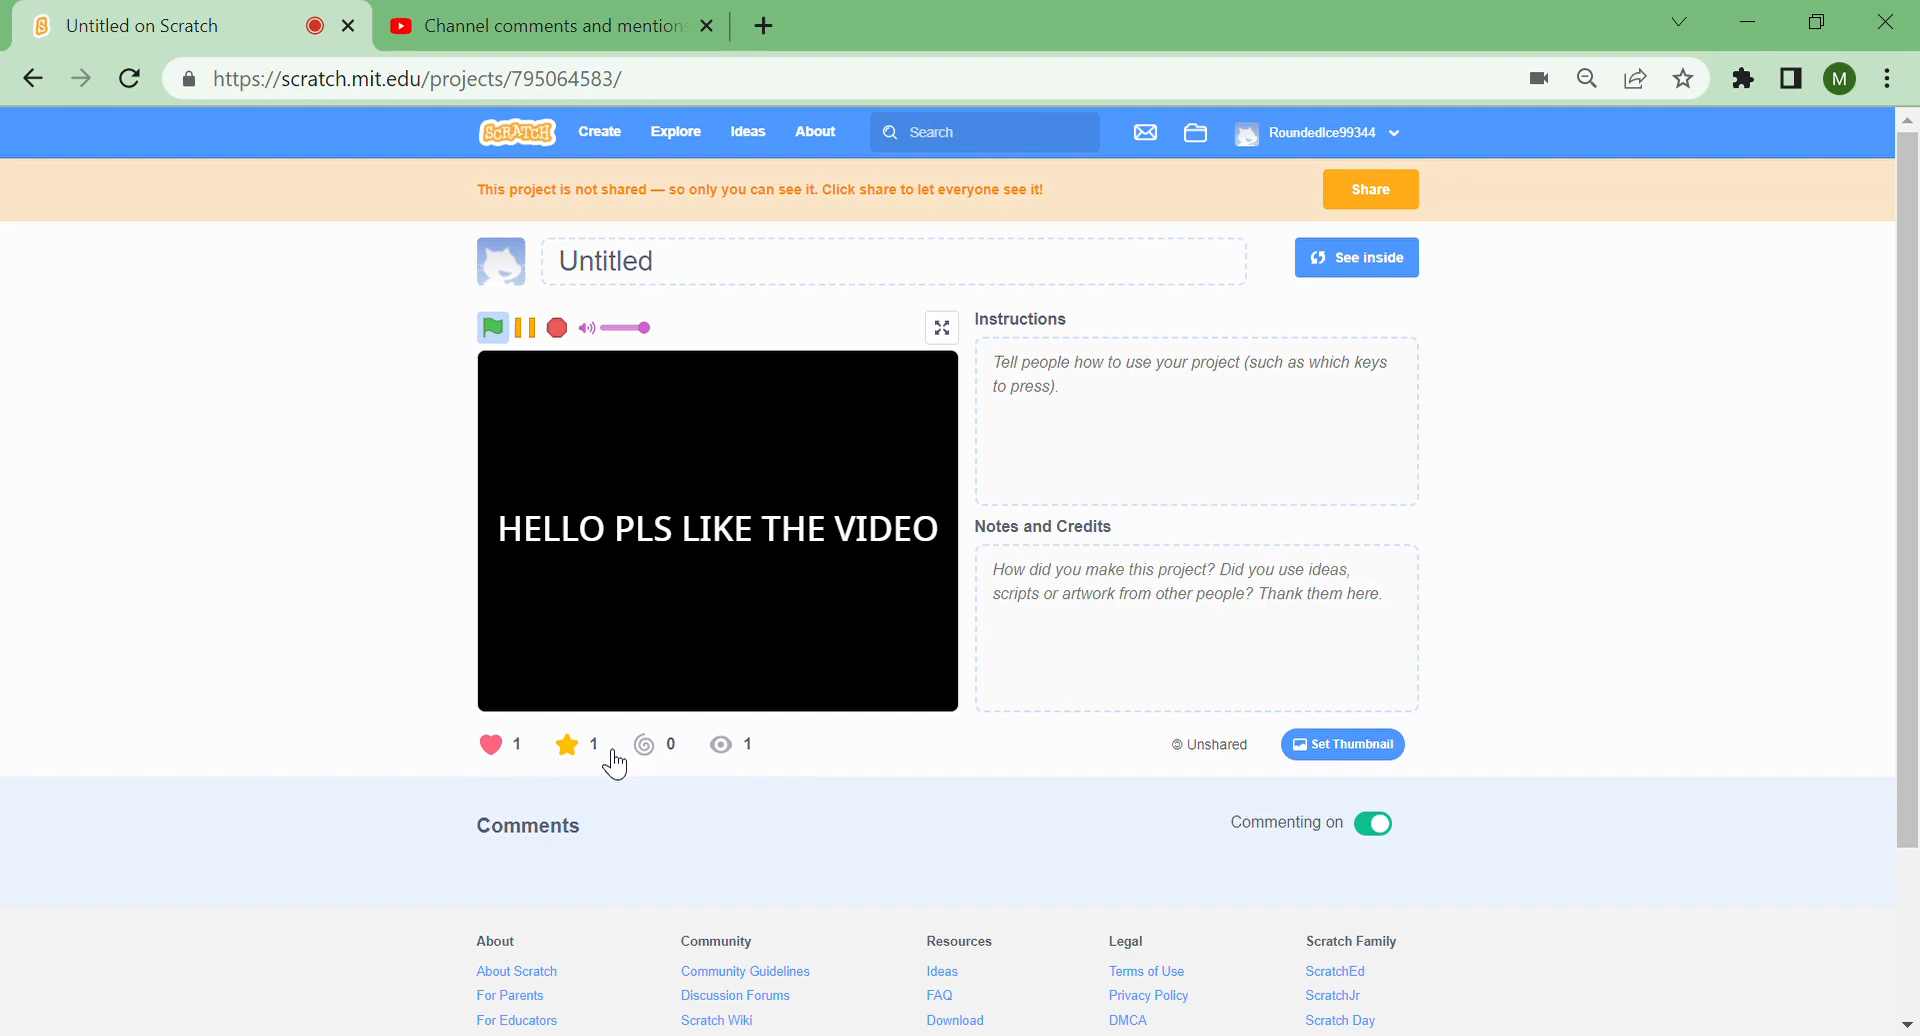 Untitled on Scratch
Channel comments and mention
https://scratch.mit.edu/projects/795064583/
M
SCRATCH Create Explore Ideas About Search RoundedIce99344
This project is not shared — so only you can see it. Click share to let everyone see it! Share
Untitled
See inside
Instructions
Tell people how to use your project (such as which keys
to press).
HELLO PLS LIKE THE VIDEO
Notes and Credits
How did you make this project? Did you use ideas,
scripts or artwork from other people? Thank them here.
1 1 0 1 Unshared Set Thumbnail
Comments Commenting on
About Community Resources Legal Scratch Family
About Scratch Community Guidelines Ideas Terms of Use ScratchEd
For Parents Discussion Forums FAQ Privacy Policy ScratchJr
For Educators Scratch Wiki Download DMCA Scratch Day